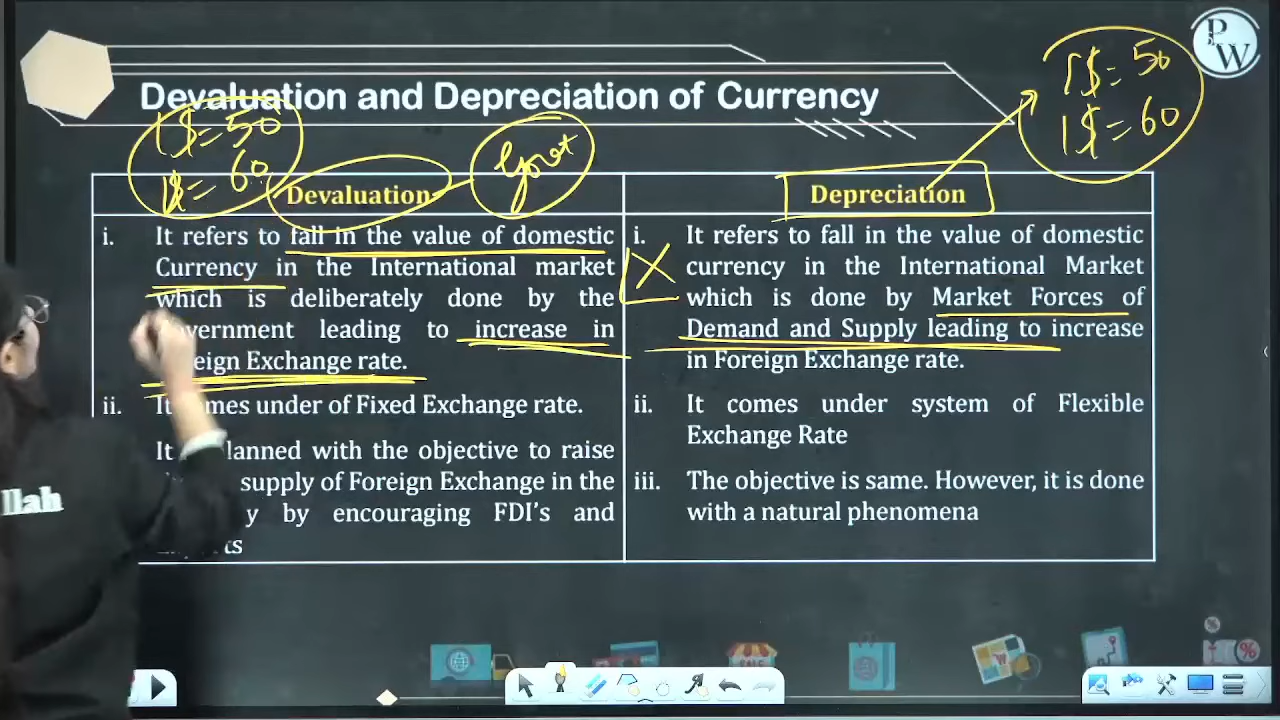 Devaluation and Depreciation of Currency
P
W
1$= 50
1$= 60
1$= 50
1$= 60
Govt
Devaluation
i. It refers to fall in the value of domestic
Currency in the International market
which is deliberately done by the
leading to increase in
Exchange rate.
ii. It under of Fixed Exchange rate.
It with the objective to raise
supply of Foreign Exchange in the
by encouraging FDI's and
Depreciation
i. It refers to fall in the value of domestic
currency in the International Market
which is done by Market Forces of
Demand and Supply leading to increase
in Foreign Exchange rate.
ii. It comes under system of Flexible
Exchange Rate
iii. The objective is same. However, it is done
with a natural phenomena
llah
SALE
%